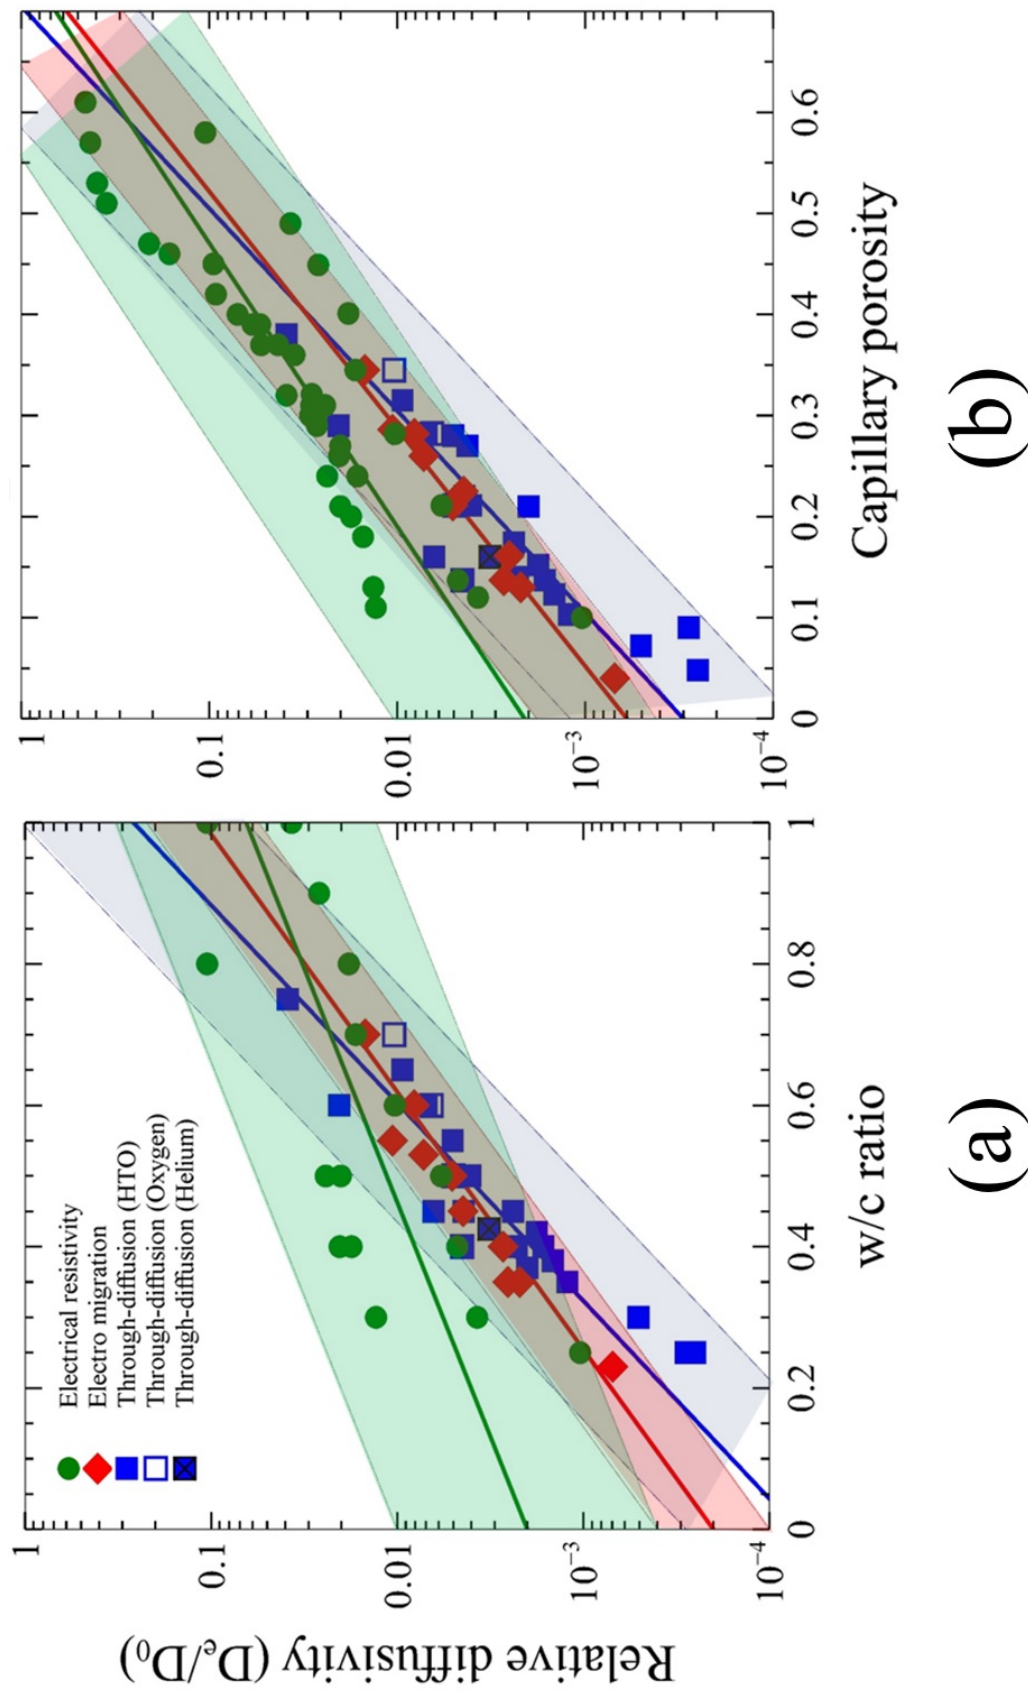 Relative diffusivity (De/D0)
1
0.1
0.01
10−3
10−4
Electrical resistivity
Electro migration
Through-diffusion (HTO)
Through-diffusion (Oxygen)
Through-diffusion (Helium)
0
0.2
0.4
0.6
0.8
1
w/c ratio
(a)
1
0.1
0.01
10−3
10−4
0
0.1
0.2
0.3
0.4
0.5
0.6
Capillary porosity
(b)